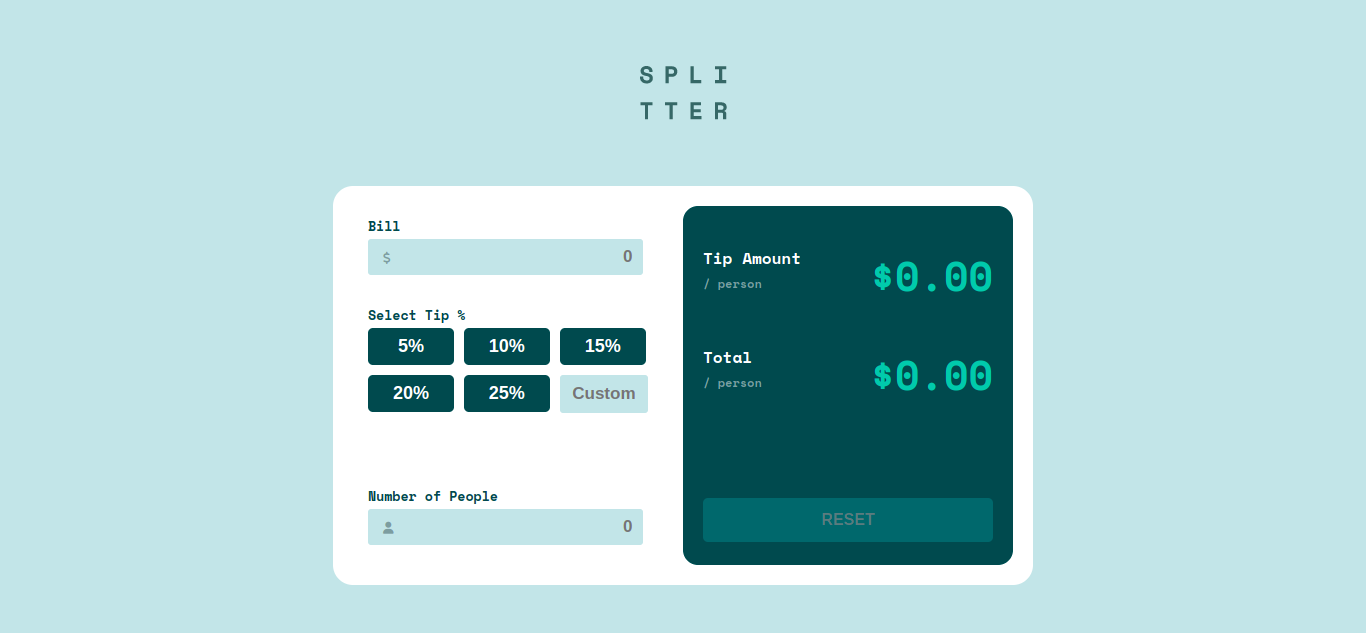 SPLI
TTER
Bill
$ 0
Select Tip %
5% 10% 15%
20% 25% Custom
Number of People
0
Tip Amount
/ person
$0.00
Total
/ person
$0.00
RESET